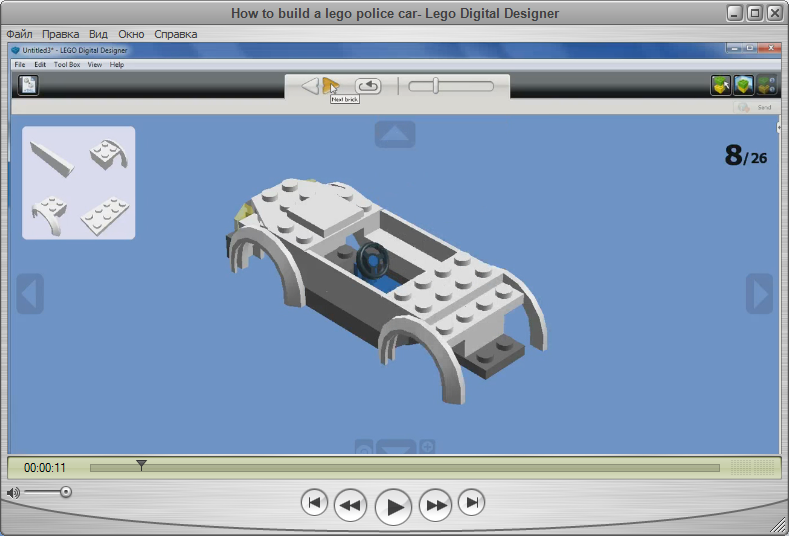 How to build a lego police car- Lego Digital Designer
Файл Правка Вид Окно Справка
Untitled3* - LEGO Digital Designer
File Edit Tool Box View Help
Next brick
Send
8/26
00:00:11